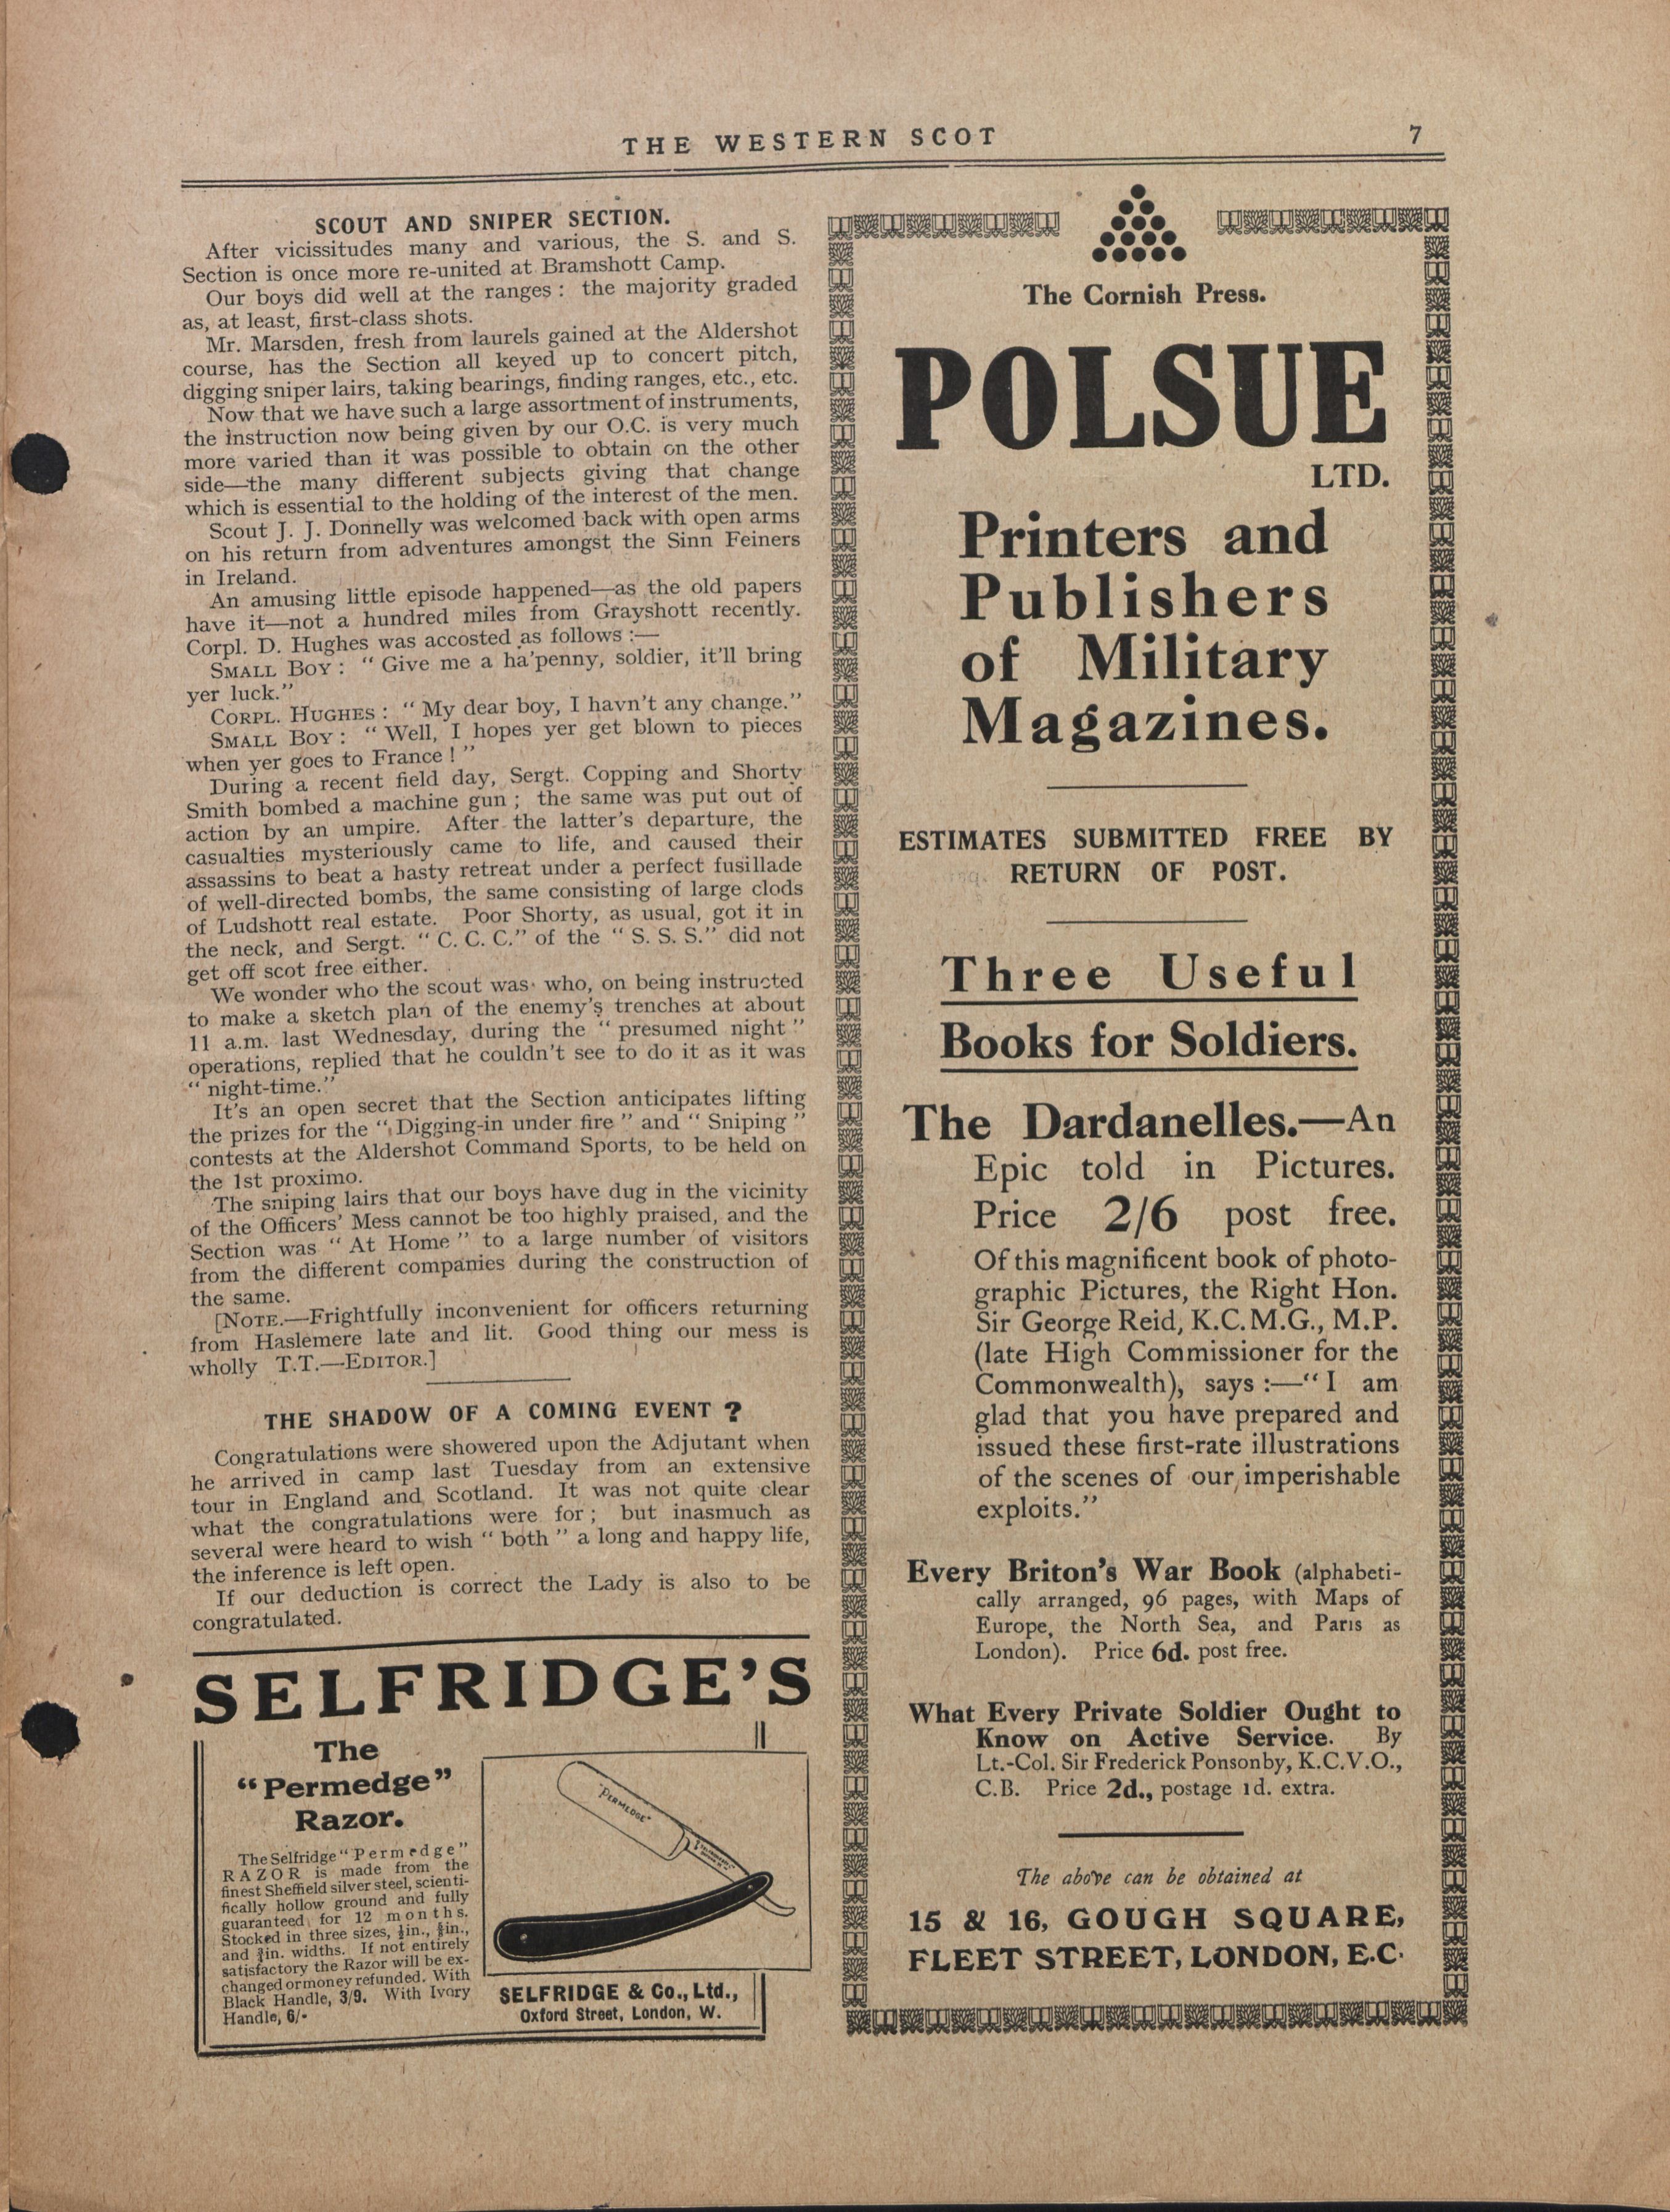 THE WESTERN SCOT
7
SCOUT AND SNIPER SECTION.
After vicissitudes many and various, the S. and S.
Section is once more re-united at Bramshott Camp.
Our boys did well at the ranges : the majority graded
as, at least, first-class shots.
Mr. Marsden, fresh from laurels gained at the Aldershot
course, has the Section all keyed up to concert pitch,
digging sniper lairs, taking bearings, finding ranges, etc., etc.
Now that we have such a large assortment of instruments,
the instruction now being given by our O.C. is very much
more varied than it was possible to obtain on the other
side—the many different subjects giving that change
which is essential to the holding of the interest of the men.
Scout J. J. Donnelly was welcomed back with open arms
on his return from adventures amongst the Sinn Feiners
in Ireland.
An amusing little episode happened—as the old papers
have it—not a hundred miles from Grayshott recently.
Corpl. D. Hughes was accosted as follows :—
SMALL BOY : “ Give me a ha’penny, soldier, it’ll bring
yer luck.”
CORPL. HUGHES : “ My dear boy, I havn’t any change.”
SMALL BOY : “ Well, I hopes yer get blown to pieces
when yer goes to France ! ”
During a recent field day, Sergt. Copping and Shorty
Smith bombed a machine gun ; the same was put out of
action by an umpire. After the latter’s departure, the
casualties mysteriously came to life, and caused their
assassins to beat a hasty retreat under a perfect fusillade
of well-directed bombs, the same consisting of large clods
of Ludshott real estate. Poor Shorty, as usual, got it in
the neck, and Sergt. “ C. C. C.” of the “ S. S. S.” did not
get off scot free either.
We wonder who the scout was who, on being instructed
to make a sketch plan of the enemy’s trenches at about
11 a.m. last Wednesday, during the “ presumed night ”
operations, replied that he couldn’t see to do it as it was
“ night-time.”
It’s an open secret that the Section anticipates lifting
the prizes for the “ Digging-in under fire ” and “ Sniping ”
contests at the Aldershot Command Sports, to be held on
the 1st proximo.
The sniping lairs that our boys have dug in the vicinity
of the Officers’ Mess cannot be too highly praised, and the
Section was “ At Home ” to a large number of visitors
from the different companies during the construction of
the same.
[NOTE.—Frightfully inconvenient for officers returning
from Haslemere late and lit. Good thing our mess is
wholly T.T.—EDITOR.]
THE SHADOW OF A COMING EVENT ?
Congratulations were showered upon the Adjutant when
he arrived in camp last Tuesday from an extensive
tour in England and Scotland. It was not quite clear
what the congratulations were for ; but inasmuch as
several were heard to wish “ both ” a long and happy life,
the inference is left open.
If our deduction is correct the Lady is also to be
congratulated.
SELFRIDGE’S
The
“Permedge”
Razor.
The Selfridge “Permedge”
RAZOR is made from the
finest Sheffield silver steel, scienti-
fically hollow ground and fully
guaranteed for 12 months.
Stocked in three sizes, ½in., ⅝in.,
and ¾in. widths. If not entirely
satisfactory the Razor will be ex-
changed or money refunded. With
Black Handle, 3/9. With Ivory
Handle, 6/-
“PERMEDGE”
SELFRIDGE & Co., Ltd.,
Oxford Street, London, W.
The Cornish Press.
POLSUE
LTD.
Printers and
Publishers
of Military
Magazines.
ESTIMATES SUBMITTED FREE BY
RETURN OF POST.
Three Useful
Books for Soldiers.
The Dardanelles.—An
Epic told in Pictures.
Price 2/6 post free.
Of this magnificent book of photo-
graphic Pictures, the Right Hon.
Sir George Reid, K.C.M.G., M.P.
(late High Commissioner for the
Commonwealth), says :—“ I am
glad that you have prepared and
issued these first-rate illustrations
of the scenes of our imperishable
exploits.”
Every Briton’s War Book (alphabeti-
cally arranged, 96 pages, with Maps of
Europe, the North Sea, and Paris as
London). Price 6d. post free.
What Every Private Soldier Ought to
Know on Active Service. By
Lt.-Col. Sir Frederick Ponsonby, K.C.V.O.,
C.B. Price 2d., postage 1d. extra.
The above can be obtained at
15 & 16, GOUGH SQUARE,
FLEET STREET, LONDON, E.C.